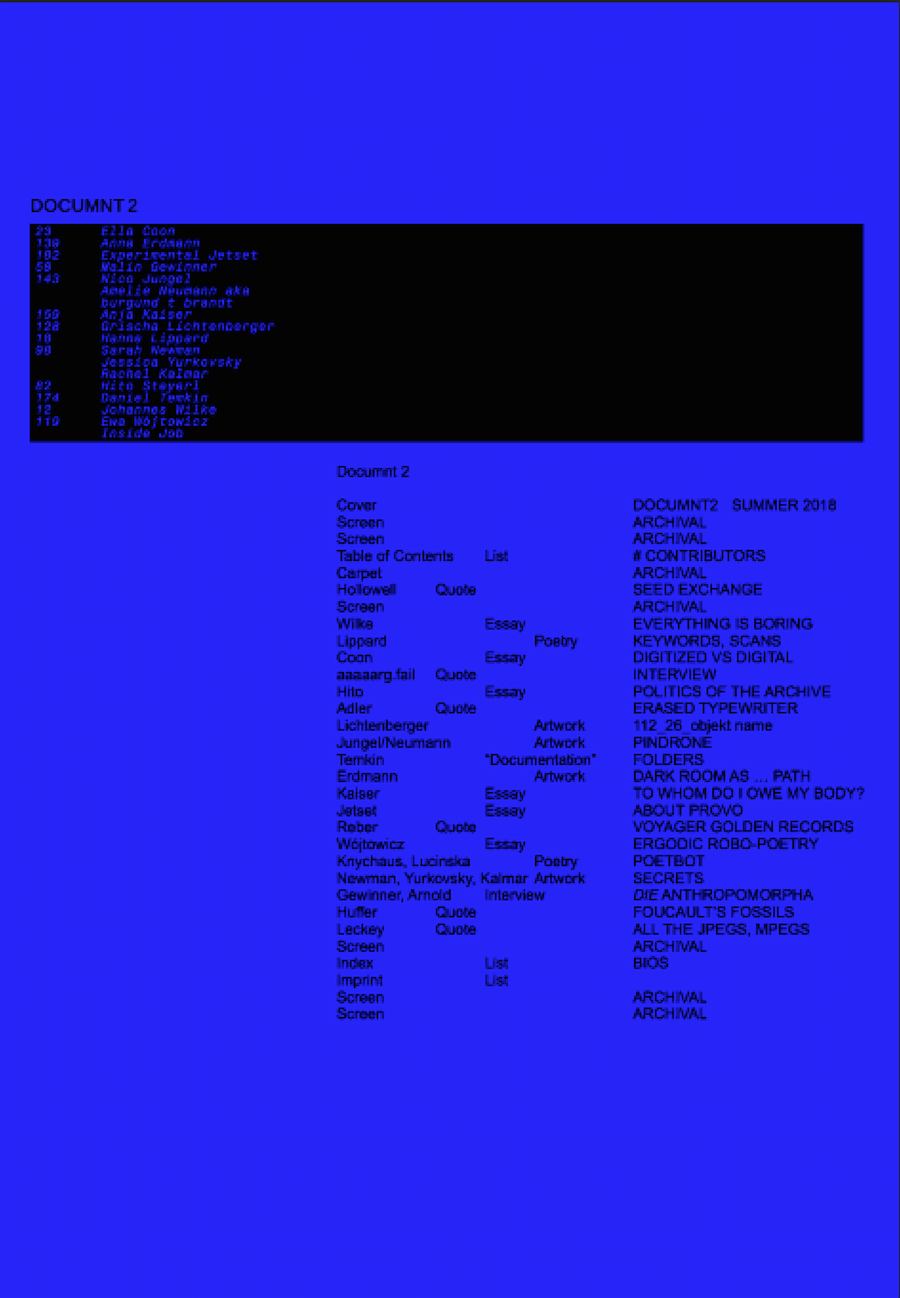 DOCUMNT 2
23 Ella Coon
139 Anna Erdmann
182 Experimental Jetset
58 Malin Gewinner
143 Nico Jungel
Amelie Neumann aka
burgund t brandt
159 Anja Kaiser
128 Grischa Lichtenberger
18 Hanne Lippard
98 Sarah Newman
Jessica Yurkovsky
Rachel Kalmar
82 Hito Steyerl
174 Daniel Temkin
12 Johannes Wilke
119 Ewa Wójtowicz
Inside Job
Documnt 2
Cover DOCUMNT2 SUMMER 2018
Screen ARCHIVAL
Screen ARCHIVAL
Table of Contents List # CONTRIBUTORS
Carpet ARCHIVAL
Hollowell Quote SEED EXCHANGE
Screen ARCHIVAL
Wilke Essay EVERYTHING IS BORING
Lippard Poetry KEYWORDS, SCANS
Coon Essay DIGITIZED VS DIGITAL
aaaaarg.fail Quote INTERVIEW
Hito Essay POLITICS OF THE ARCHIVE
Adler Quote ERASED TYPEWRITER
Lichtenberger Artwork 112_26_objekt name
Jungel/Neumann Artwork PINDRONE
Temkin "Documentation" FOLDERS
Erdmann Artwork DARK ROOM AS ... PATH
Kaiser Essay TO WHOM DO I OWE MY BODY?
Jetset Essay ABOUT PROVO
Reber Quote VOYAGER GOLDEN RECORDS
Wójtowicz Essay ERGODIC ROBO-POETRY
Knychaus, Lucinska Poetry POETBOT
Newman, Yurkovsky, Kalmar Artwork SECRETS
Gewinner, Arnold Interview DIE ANTHROPOMORPHA
Huffer Quote FOUCAULT'S FOSSILS
Leckey Quote ALL THE JPEGS, MPEGS
Screen ARCHIVAL
Index List BIOS
Imprint List
Screen ARCHIVAL
Screen ARCHIVAL